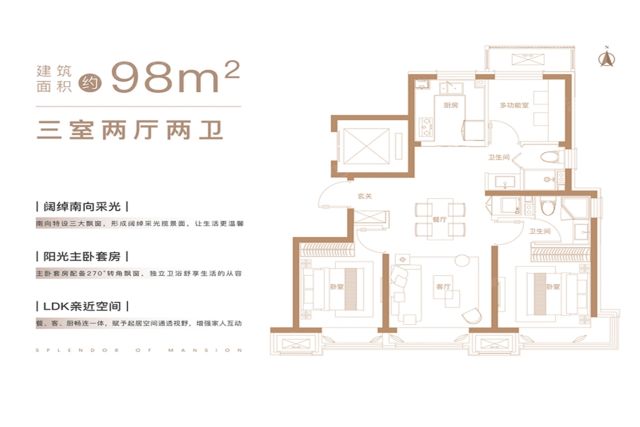 建筑面积 约98m²
三室两厅两卫
阔绰南向采光
南向特设三大飘窗，形成阔绰采光揽景面，让生活更温馨
阳光主卧套房
主卧套房配备270°转角飘窗，独立卫浴舒享生活的从容
LDK亲近空间
餐、客、厨畅连一体，赋予起居空间通透视野，增强家人互动
SPLENDOR OF MANSION
厨房
多功能室
卫生间
玄关
餐厅
卫生间
卧室
客厅
卧室